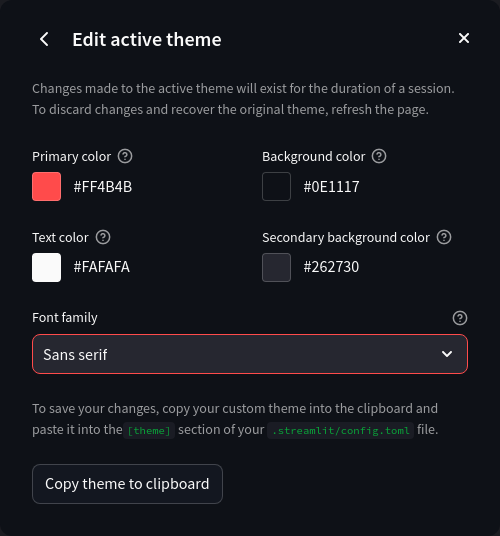 Edit active theme
Changes made to the active theme will exist for the duration of a session.
To discard changes and recover the original theme, refresh the page.
Primary color
Background color
#FF4B4B
#0E1117
Text color
Secondary background color
#FAFAFA
#262730
Font family
Sans serif
To save your changes, copy your custom theme into the clipboard and
paste it into the [theme] section of your .streamlit/config.toml file.
Copy theme to clipboard